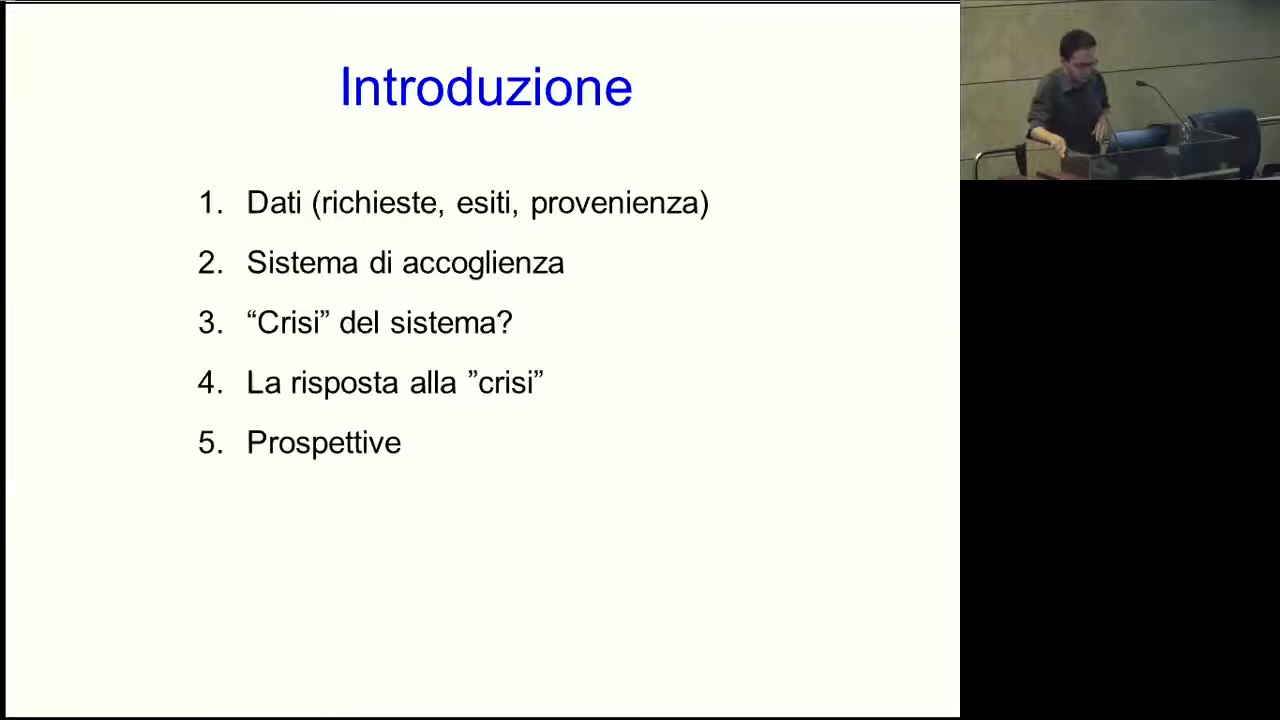 Introduzione
1. Dati (richieste, esiti, provenienza)
2. Sistema di accoglienza
3. “Crisi” del sistema?
4. La risposta alla ”crisi”
5. Prospettive